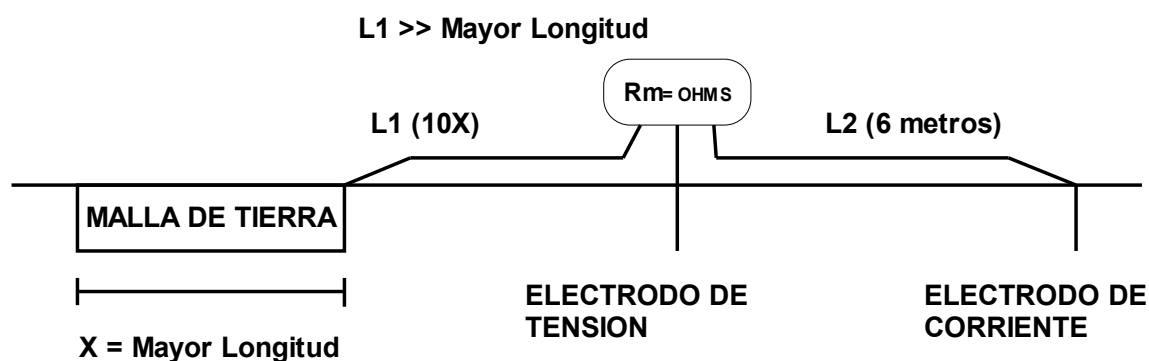 L1 >> Mayor Longitud
Rm= OHMS
L1 (10X)
L2 (6 metros)
MALLA DE TIERRA
ELECTRODO DE
TENSION
ELECTRODO DE
CORRIENTE
X = Mayor Longitud